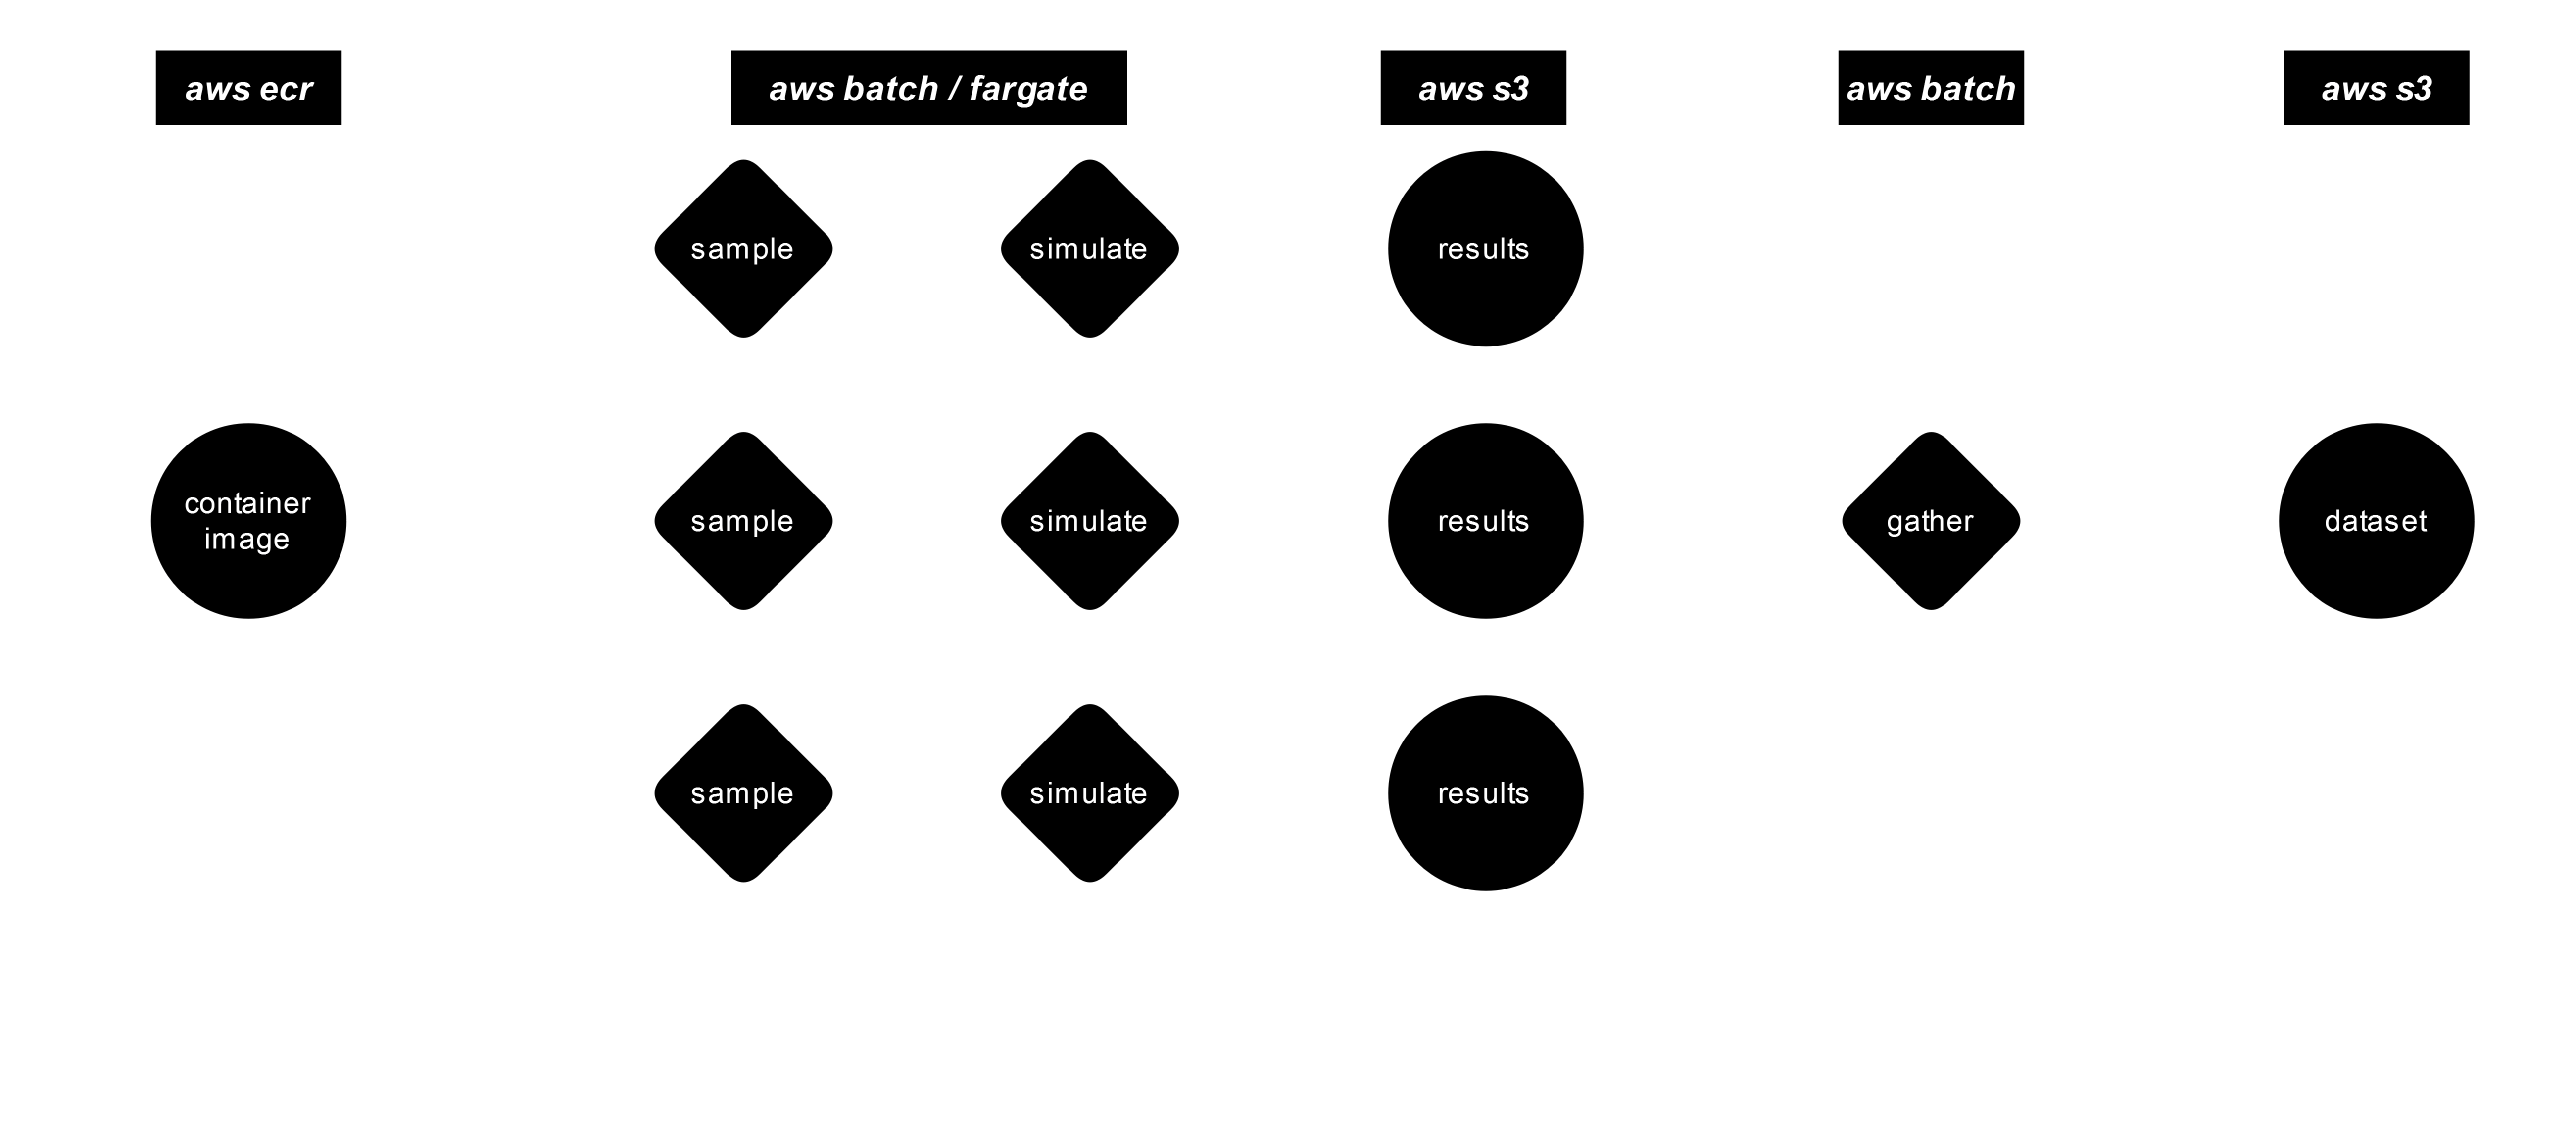 aws ecr
aws batch / fargate
aws s3
aws batch
aws s3
sample
simulate
results
container
image
sample
simulate
results
gather
dataset
sample
simulate
results